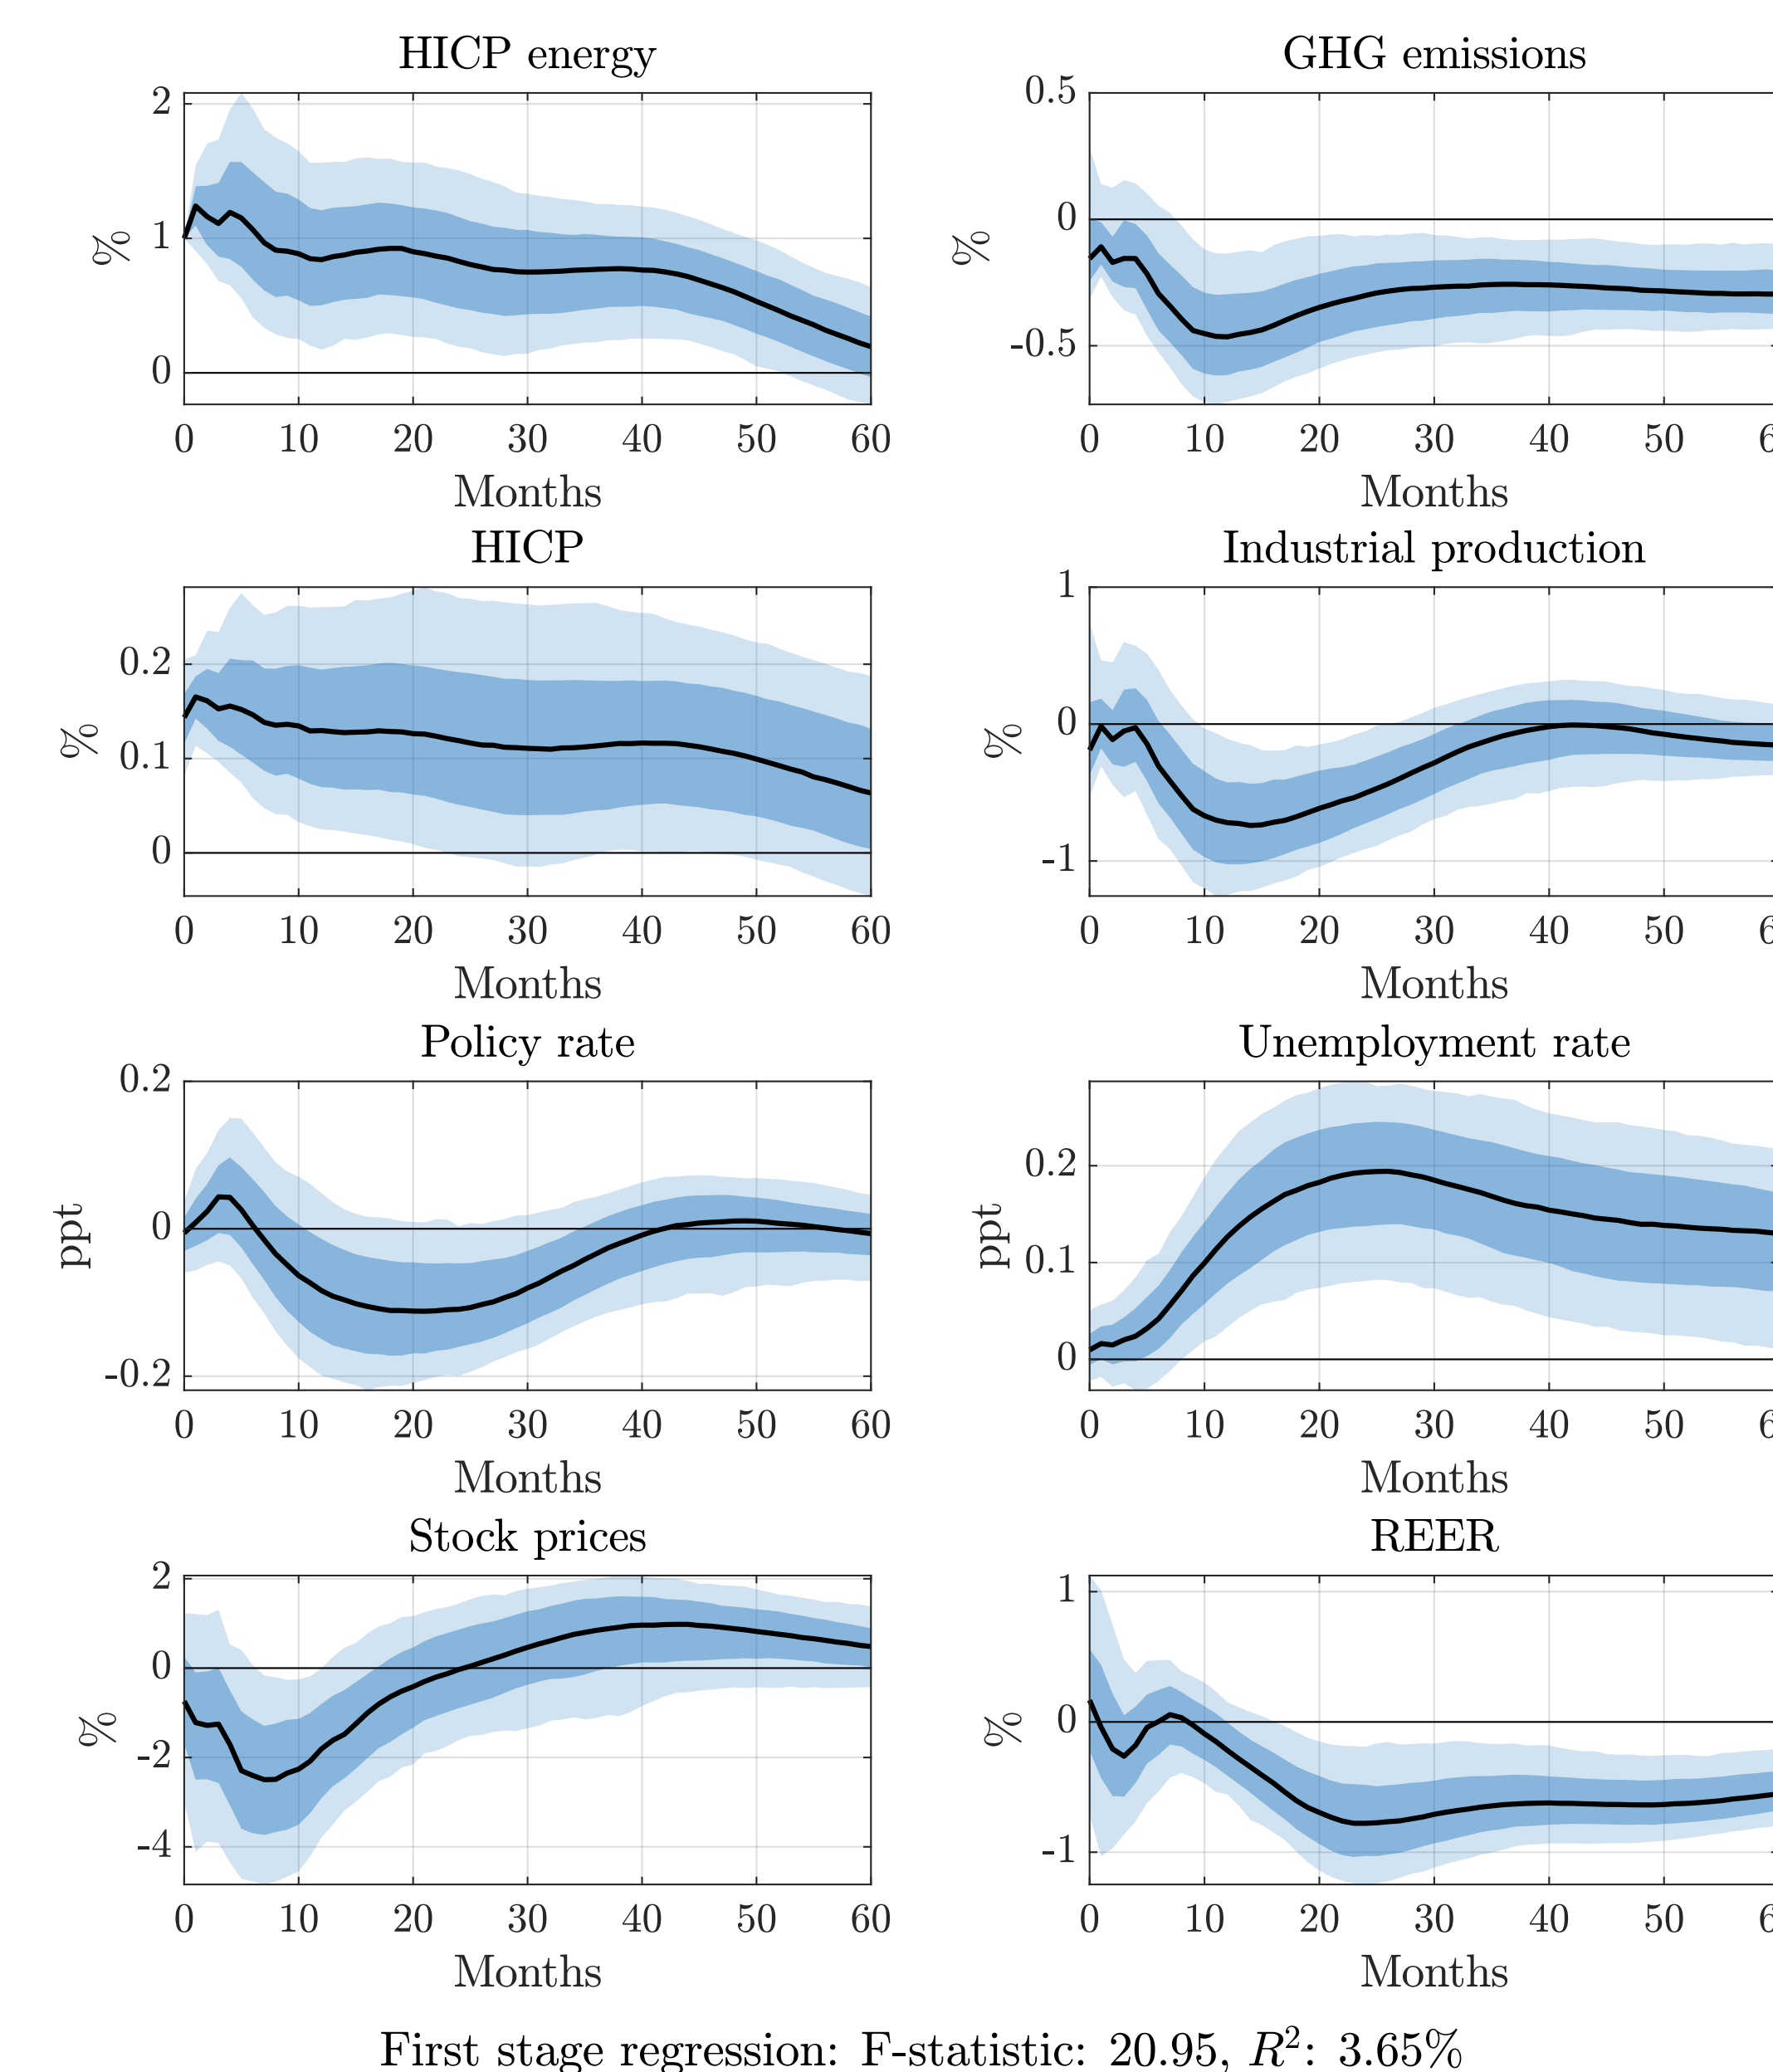 HICP energy
GHG emissions
2
1
0
%
0 10 20 30 40 50 60
Months
0.5
0
-0.5
%
0 10 20 30 40 50
Months
HICP
Industrial production
0.2
0.1
0
%
0 10 20 30 40 50 60
Months
1
0
-1
%
0 10 20 30 40 50
Months
Policy rate
Unemployment rate
0.2
0
-0.2
ppt
0 10 20 30 40 50 60
Months
0.2
0.1
0
ppt
0 10 20 30 40 50
Months
Stock prices
REER
2
0
-2
-4
%
0 10 20 30 40 50 60
Months
1
0
-1
%
0 10 20 30 40 50
Months
First stage regression: F-statistic: 20.95, R²: 3.65%